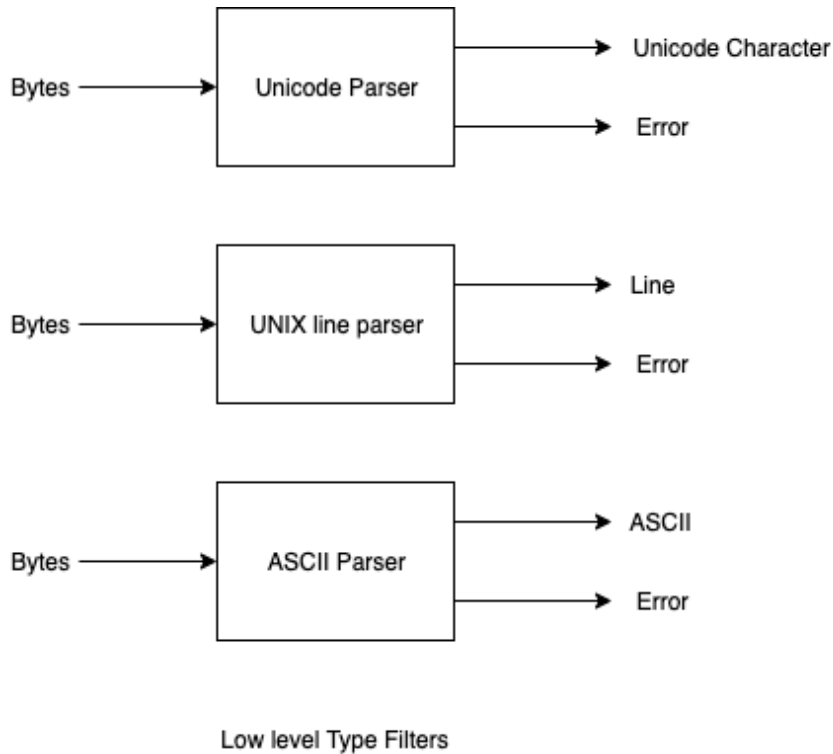 Unicode Character
Bytes
Unicode Parser
Error
Line
Bytes
UNIX line parser
Error
ASCII
Bytes
ASCII Parser
Error
Low level Type Filters